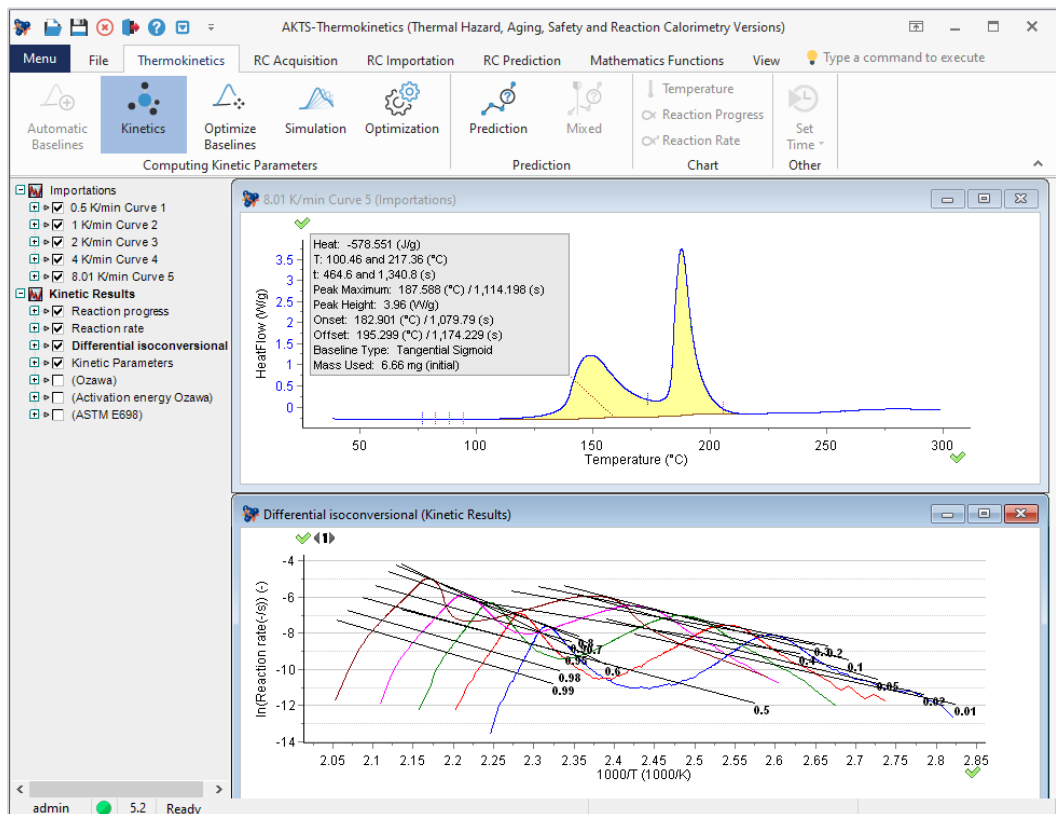 AKTS-Thermokinetics (Thermal Hazard, Aging, Safety and Reaction Calorimetry Versions)
Menu File Thermokinetics RC Acquisition RC Importation RC Prediction Mathematics Functions View Type a command to execute
Automatic Baselines
Kinetics
Optimize Baselines
Simulation
Optimization
Computing Kinetic Parameters
Prediction
Mixed
Prediction
Temperature
α Reaction Progress
α' Reaction Rate
Chart
Set Time
Other
Importations
0.5 K/min Curve 1
1 K/min Curve 2
2 K/min Curve 3
4 K/min Curve 4
8.01 K/min Curve 5
Kinetic Results
Reaction progress
Reaction rate
Differential isoconversional
Kinetic Parameters
(Ozawa)
(Activation energy Ozawa)
(ASTM E698)
8.01 K/min Curve 5 (Importations)
Heat: -578.551 (J/g)
T: 100.46 and 217.36 (°C)
t: 464.6 and 1,340.8 (s)
Peak Maximum: 187.588 (°C) / 1,114.198 (s)
Peak Height: 3.96 (W/g)
Onset: 182.901 (°C) / 1,079.79 (s)
Offset: 195.299 (°C) / 1,174.229 (s)
Baseline Type: Tangential Sigmoid
Mass Used: 6.66 mg (initial)
HeatFlow (W/g)
3.5
3
2.5
2
1.5
1
0.5
0
50 100 150 200 250 300
Temperature (°C)
Differential isoconversional (Kinetic Results)
1
ln(Reaction rate(-/s)) (-)
-4
-6
-8
-10
-12
-14
0.8
0.7
0.95
0.6
0.98
0.99
0.5
0.3
0.2
0.4
0.1
0.05
0.02
0.01
2.05 2.1 2.15 2.2 2.25 2.3 2.35 2.4 2.45 2.5 2.55 2.6 2.65 2.7 2.75 2.8 2.85
1000/T (1000/K)
admin 5.2 Ready